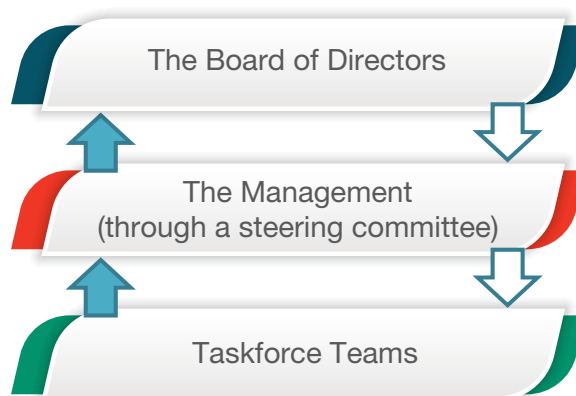 The Board of Directors
The Management
(through a steering committee)
Taskforce Teams